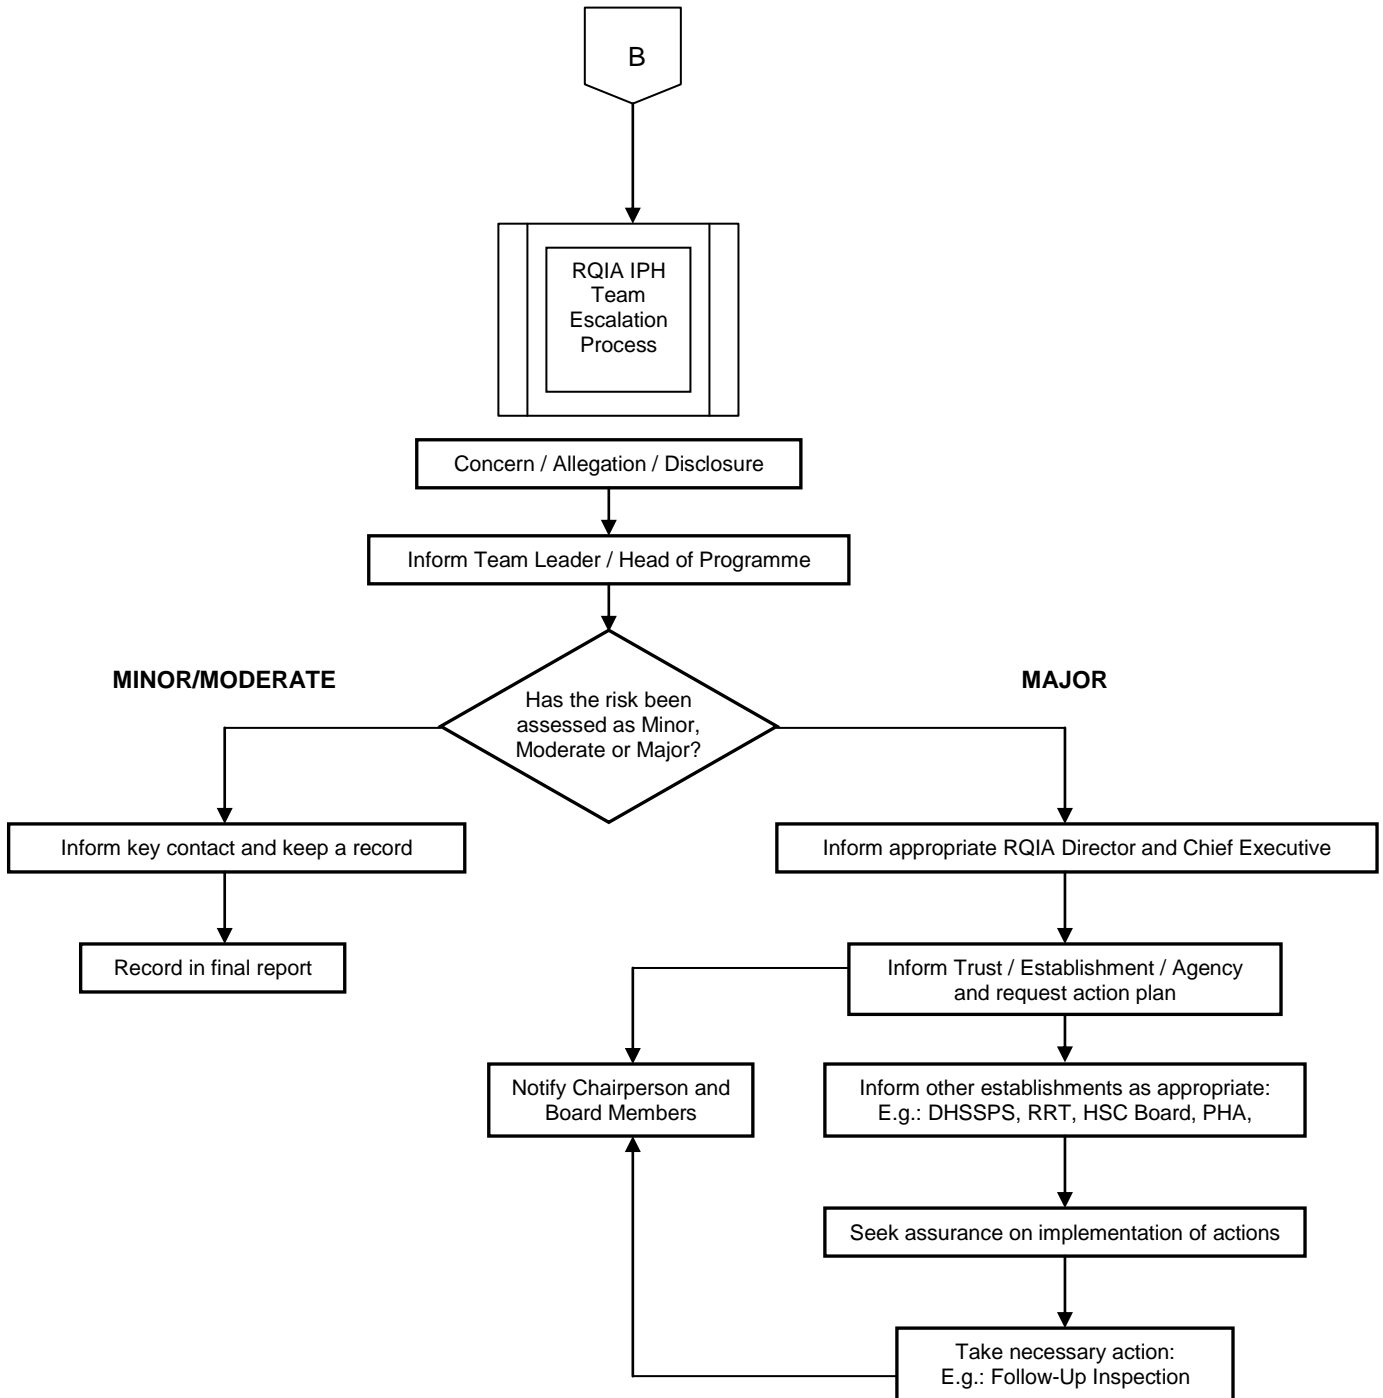 B
RQIA IPH
Team
Escalation
Process
Concern / Allegation / Disclosure
Inform Team Leader / Head of Programme
MINOR/MODERATE
MAJOR
Has the risk been
assessed as Minor,
Moderate or Major?
Inform key contact and keep a record
Inform appropriate RQIA Director and Chief Executive
Record in final report
Inform Trust / Establishment / Agency
and request action plan
Notify Chairperson and
Board Members
Inform other establishments as appropriate:
E.g.: DHSSPS, RRT, HSC Board, PHA,
Seek assurance on implementation of actions
Take necessary action:
E.g.: Follow-Up Inspection